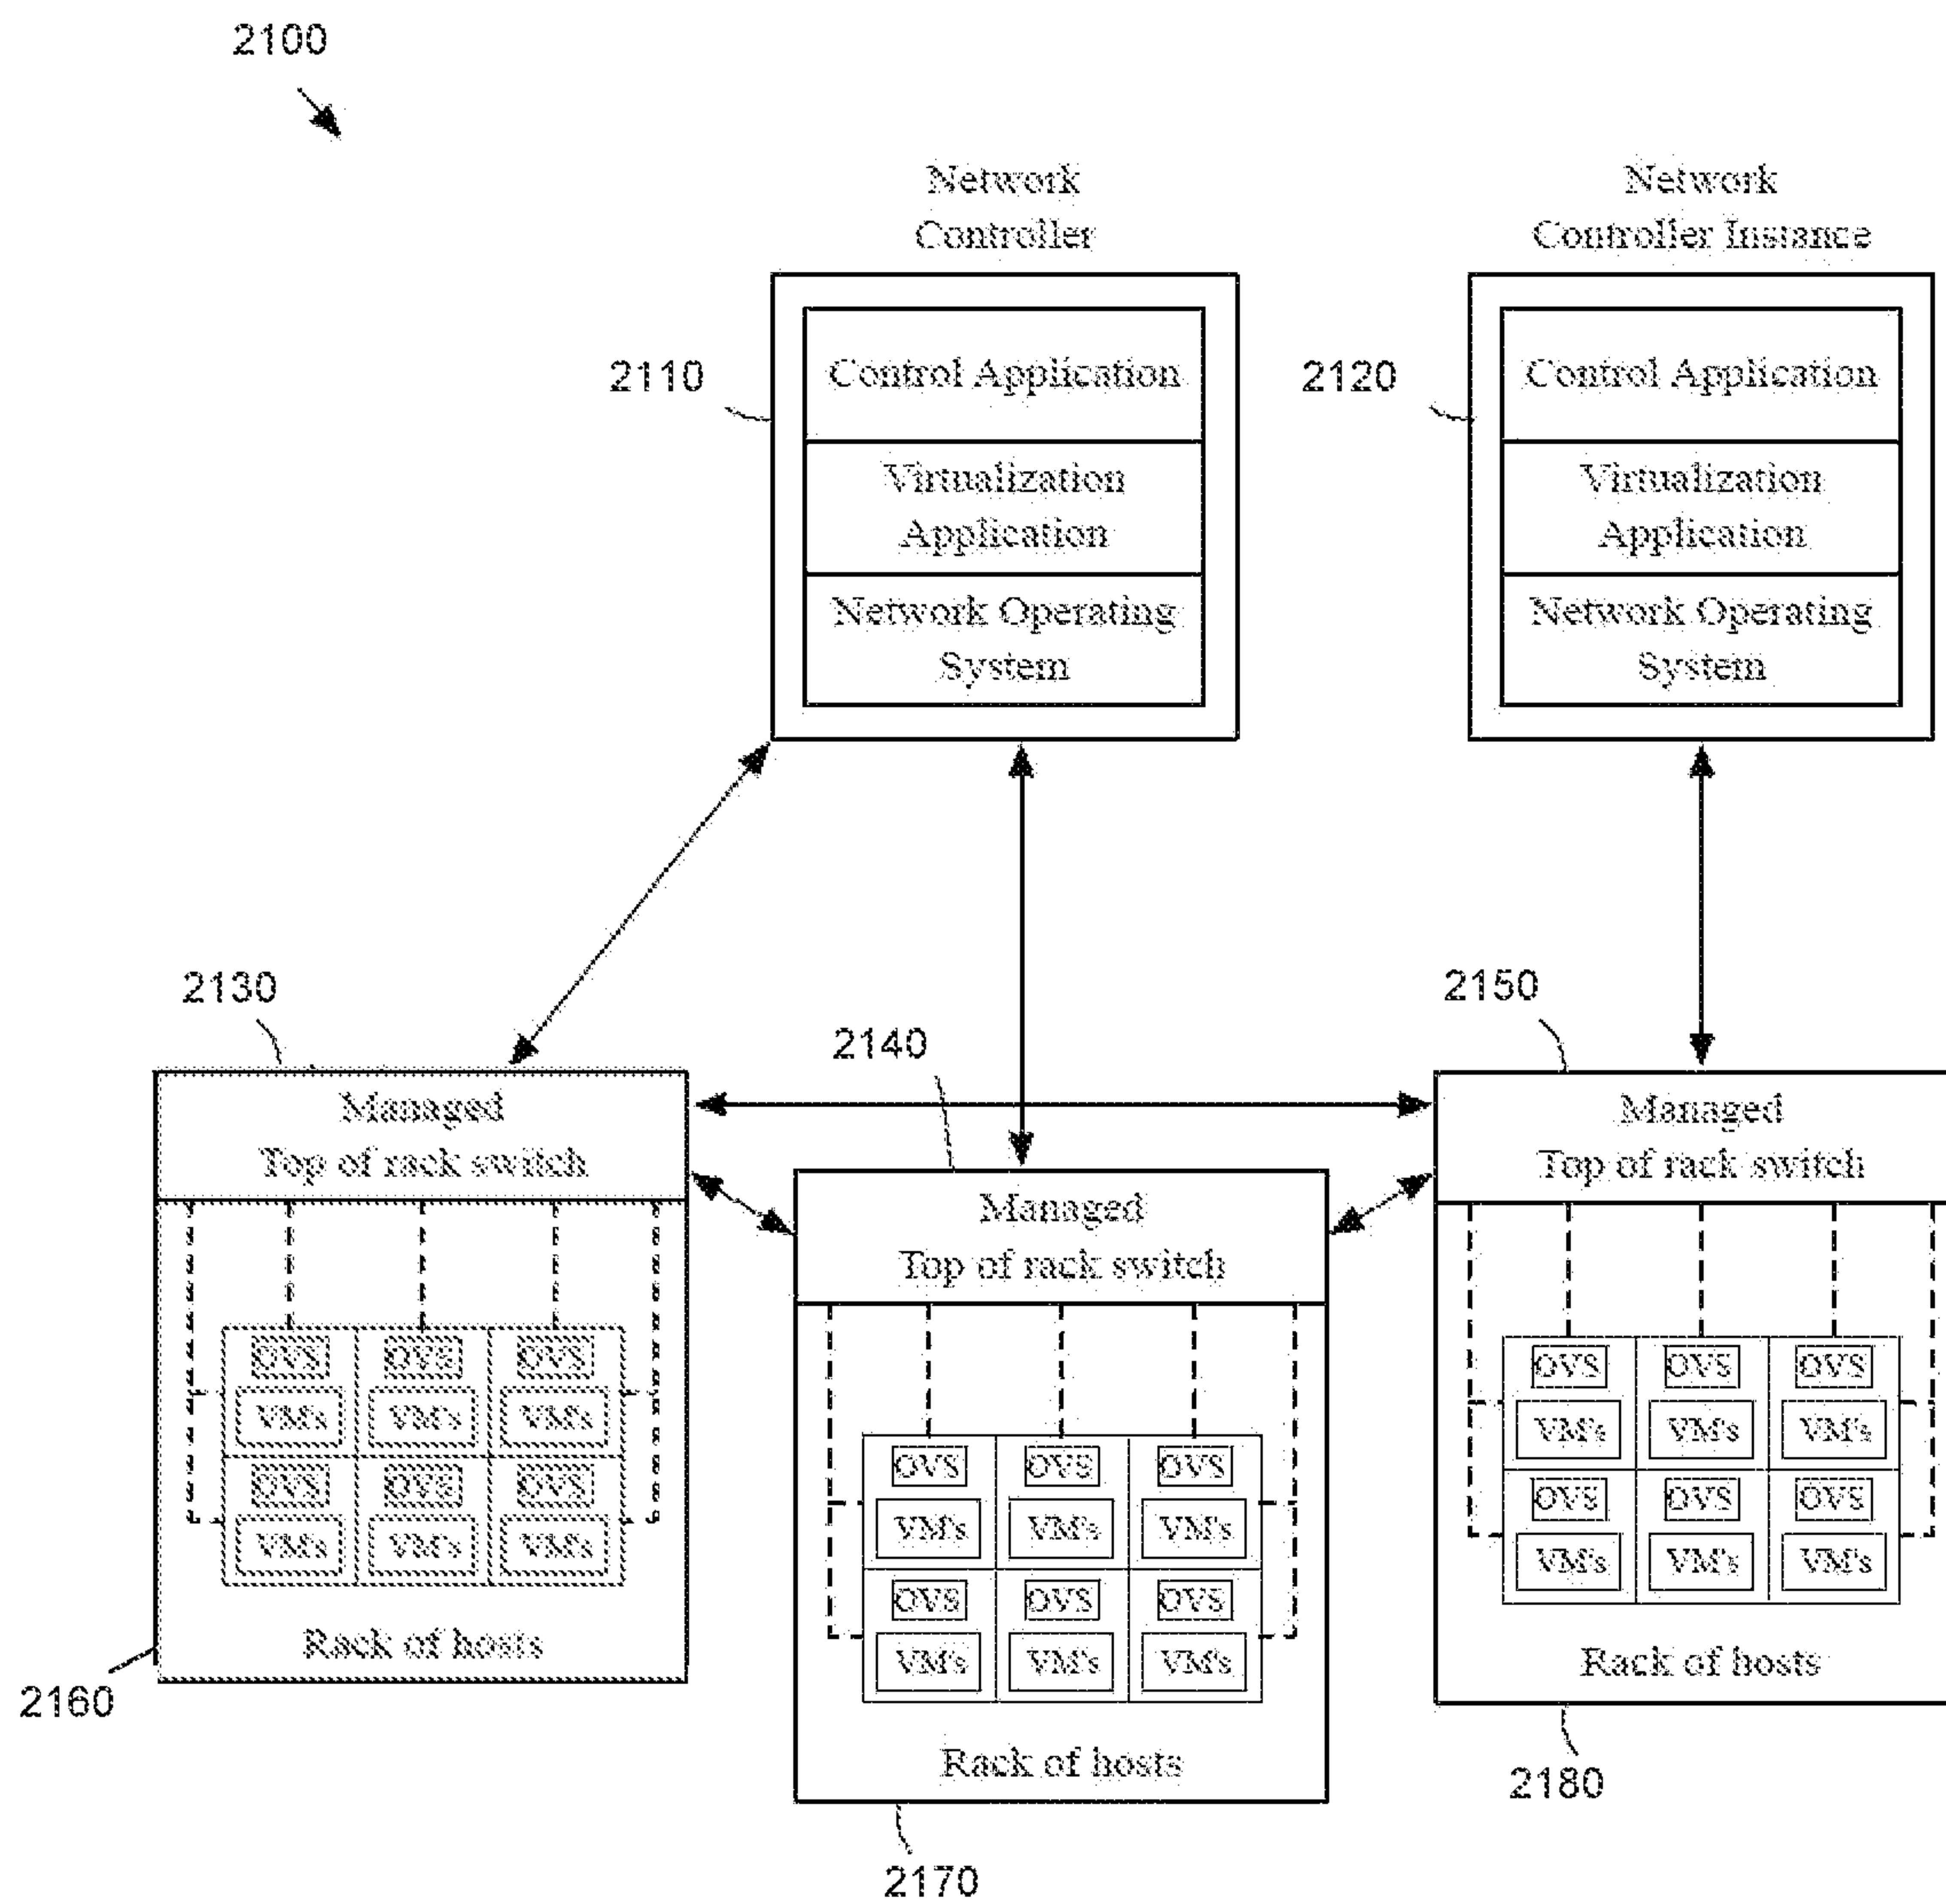 2100
Network
Controller
Network
Controller Instance
2110
Control Application
Virtualization
Application
Network Operating
System
2120
Control Application
Virtualization
Application
Network Operating
System
2130
2140
2150
Managed
Top of rack switch
Managed
Top of rack switch
Managed
Top of rack switch
OVS OVS OVS
VM's VM's VM's
OVS OVS OVS
VM's VM's VM's
Rack of hosts
2160
OVS OVS OVS
VM's VM's VM's
OVS OVS OVS
VM's VM's VM's
Rack of hosts
2170
OVS OVS OVS
VM's VM's VM's
OVS OVS OVS
VM's VM's VM's
Rack of hosts
2180